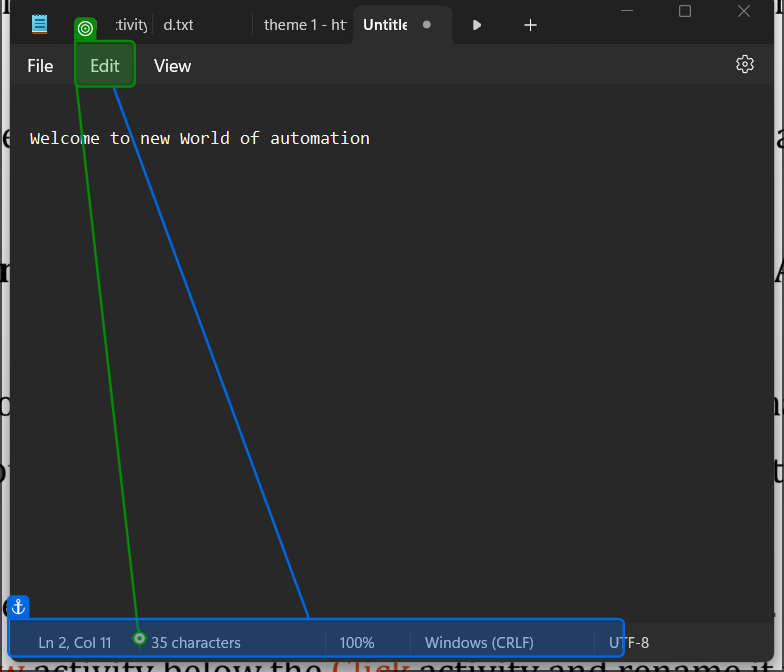 :tivity d.txt theme 1 - ht Untitle
File Edit View
Welcome to new World of automation
Ln 2, Col 11 35 characters 100% Windows (CRLF) UTF-8
activity below the Click activity and rename it